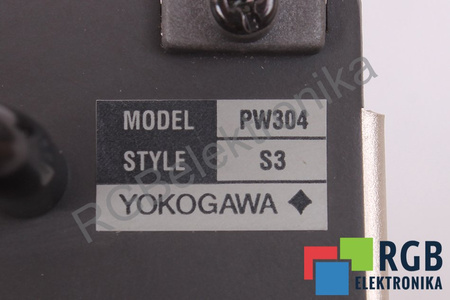 MODEL PW304
STYLE S3
YOKOGAWA
RGBelektronika
RGB
ELEKTRONIKA